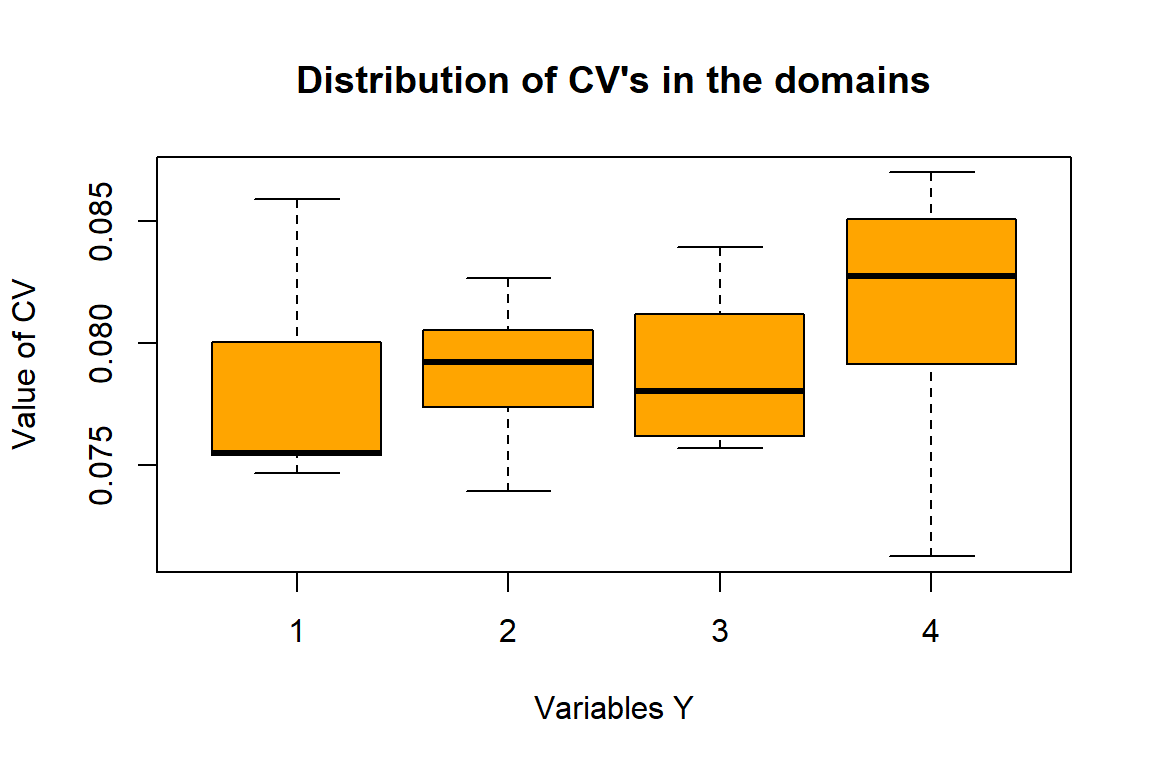 Distribution of CV's in the domains
Value of CV
0.085
0.080
0.075
1 2 3 4
Variables Y